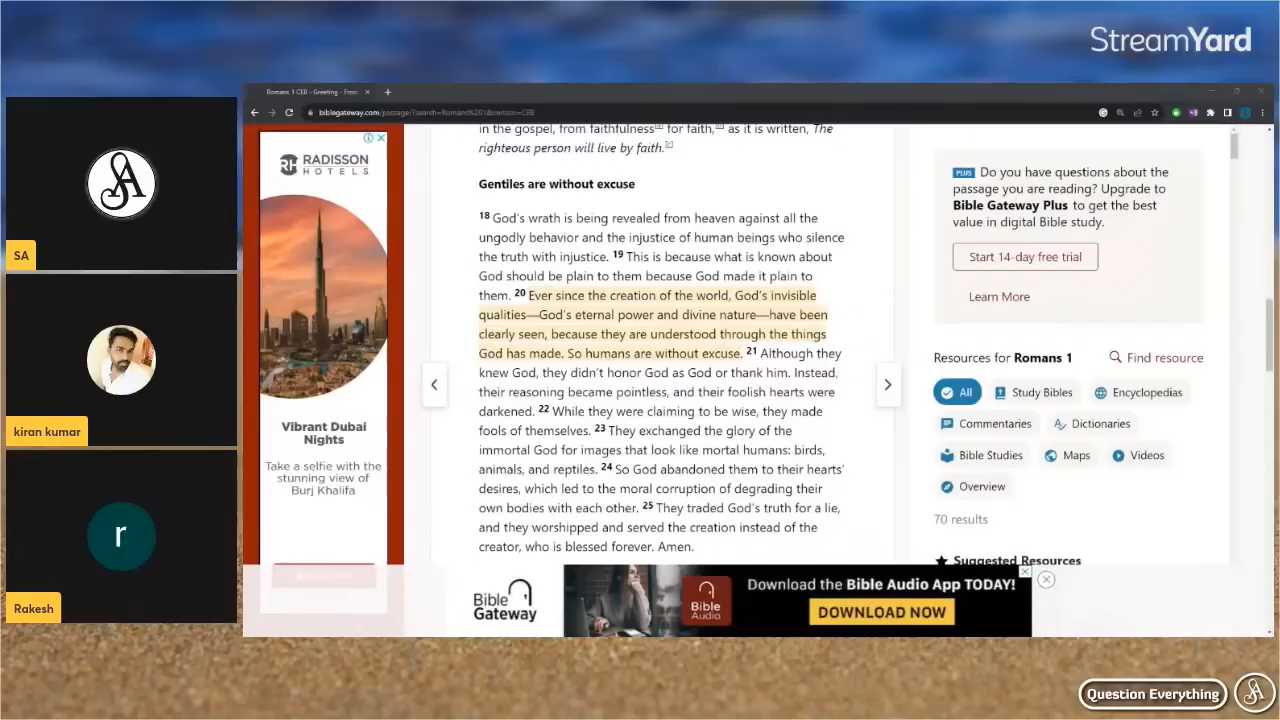 StreamYard
SA
kiran kumar
r
Rakesh
Romans 1 CEB - Greeting - From
biblegateway.com/passage/?search=Romans%201&version=CEB
RADISSON
HOTELS
Vibrant Dubai
Nights
Take a selfie with the
stunning view of
Burj Khalifa
in the gospel, from faithfulness for faith, as it is written, The
righteous person will live by faith.
Gentiles are without excuse
18 God's wrath is being revealed from heaven against all the
ungodly behavior and the injustice of human beings who silence
the truth with injustice. 19 This is because what is known about
God should be plain to them because God made it plain to
them. 20 Ever since the creation of the world, God's invisible
qualities—God's eternal power and divine nature—have been
clearly seen, because they are understood through the things
God has made. So humans are without excuse. 21 Although they
knew God, they didn't honor God as God or thank him. Instead,
their reasoning became pointless, and their foolish hearts were
darkened. 22 While they were claiming to be wise, they made
fools of themselves. 23 They exchanged the glory of the
immortal God for images that look like mortal humans: birds,
animals, and reptiles. 24 So God abandoned them to their hearts'
desires, which led to the moral corruption of degrading their
own bodies with each other. 25 They traded God's truth for a lie,
and they worshipped and served the creation instead of the
creator, who is blessed forever. Amen.
PLUS Do you have questions about the
passage you are reading? Upgrade to
Bible Gateway Plus to get the best
value in digital Bible study.
Start 14-day free trial
Learn More
Resources for Romans 1
Find resource
All
Study Bibles
Encyclopedias
Commentaries
Dictionaries
Bible Studies
Maps
Videos
Overview
70 results
Suggested Resources
Bible
Gateway
Bible
Audio
Download the Bible Audio App TODAY!
DOWNLOAD NOW
Question Everything